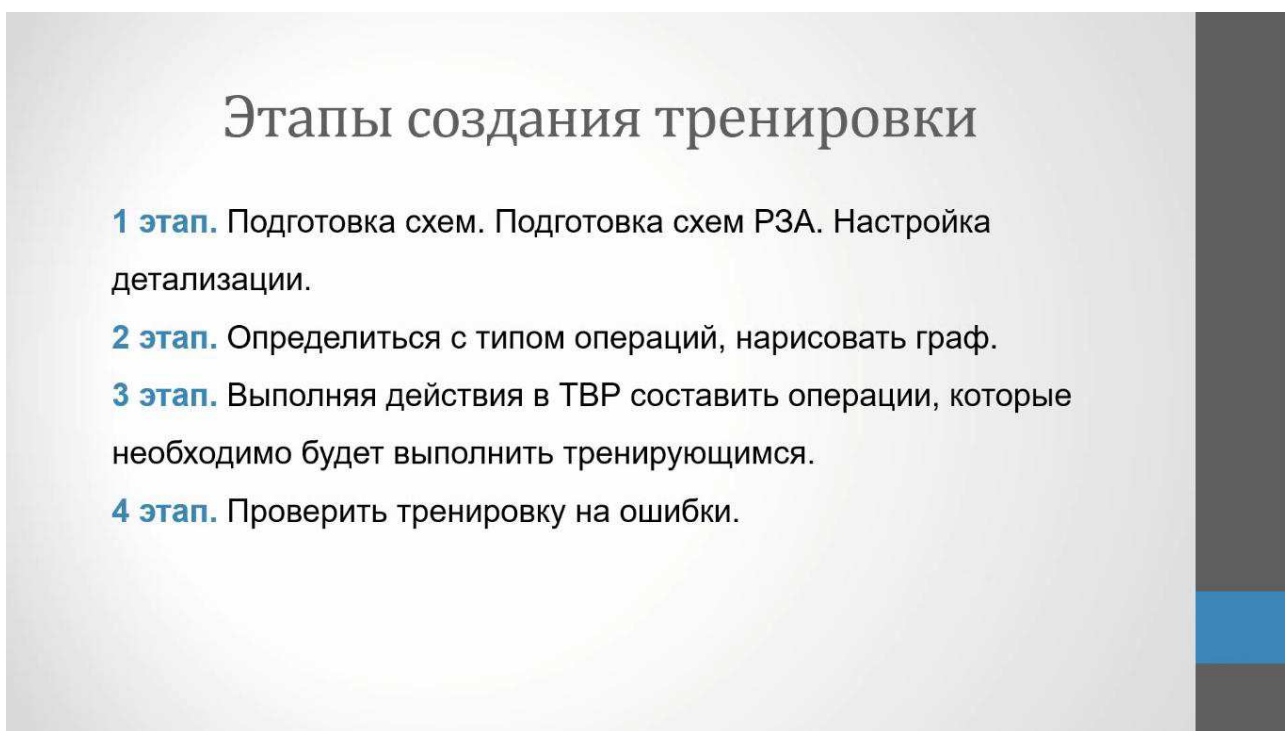 Этапы создания тренировки
1 этап. Подготовка схем. Подготовка схем РЗА. Настройка
детализации.
2 этап. Определиться с типом операций, нарисовать граф.
3 этап. Выполняя действия в ТВР составить операции, которые
необходимо будет выполнить тренирующимся.
4 этап. Проверить тренировку на ошибки.